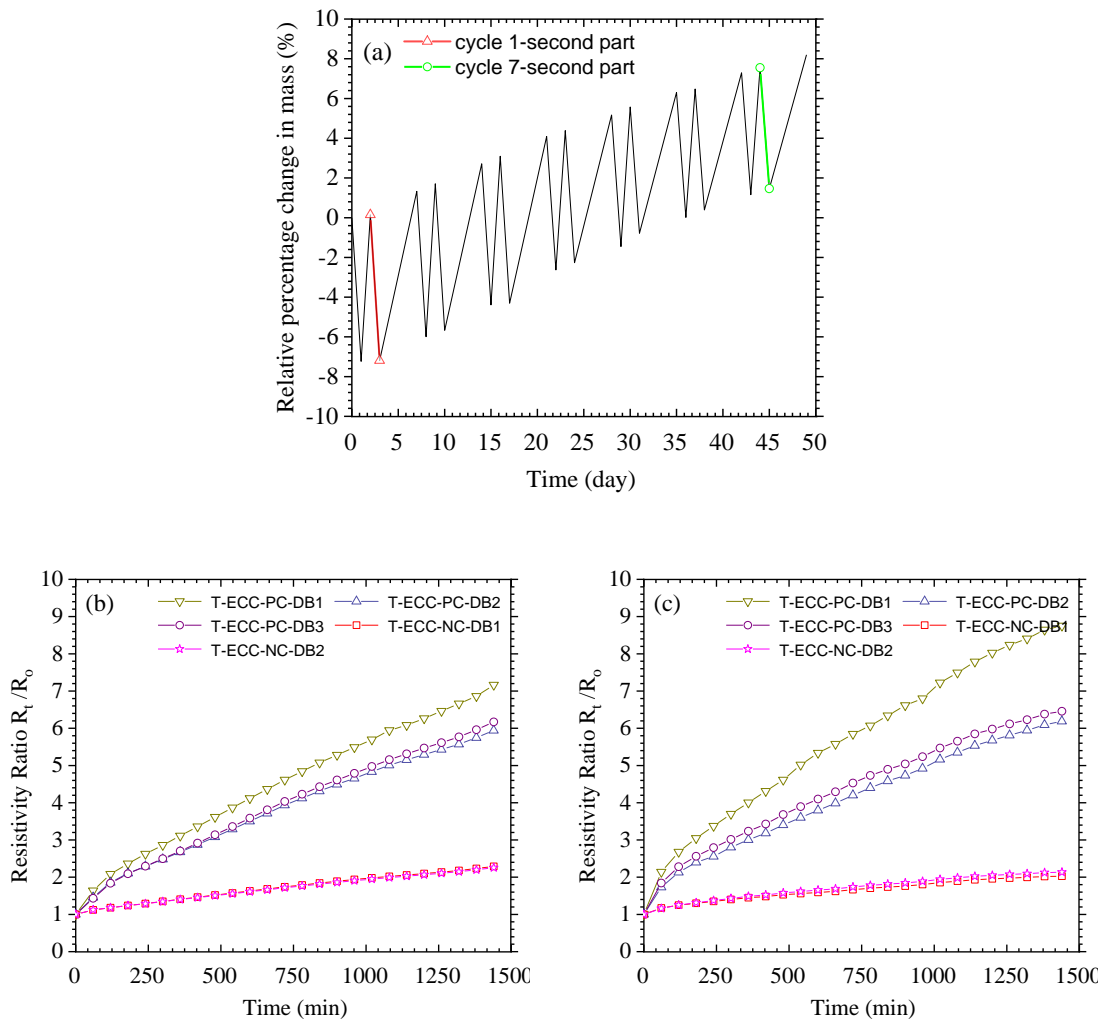 Relative percentage change in mass (%)
10
8
6
4
2
0
-2
-4
-6
-8
-10
(a)
cycle 1-second part
cycle 7-second part
0 5 10 15 20 25 30 35 40 45 50
Time (day)
Resistivity Ratio Rt /Ro
10
9
8
7
6
5
4
3
2
1
0
(b)
T-ECC-PC-DB1 T-ECC-PC-DB2
T-ECC-PC-DB3 T-ECC-NC-DB1
T-ECC-NC-DB2
0 250 500 750 1000 1250 1500
Time (min)
Resistivity Ratio Rt /Ro
10
9
8
7
6
5
4
3
2
1
0
(c)
T-ECC-PC-DB1 T-ECC-PC-DB2
T-ECC-PC-DB3 T-ECC-NC-DB1
T-ECC-NC-DB2
0 250 500 750 1000 1250 1500
Time (min)